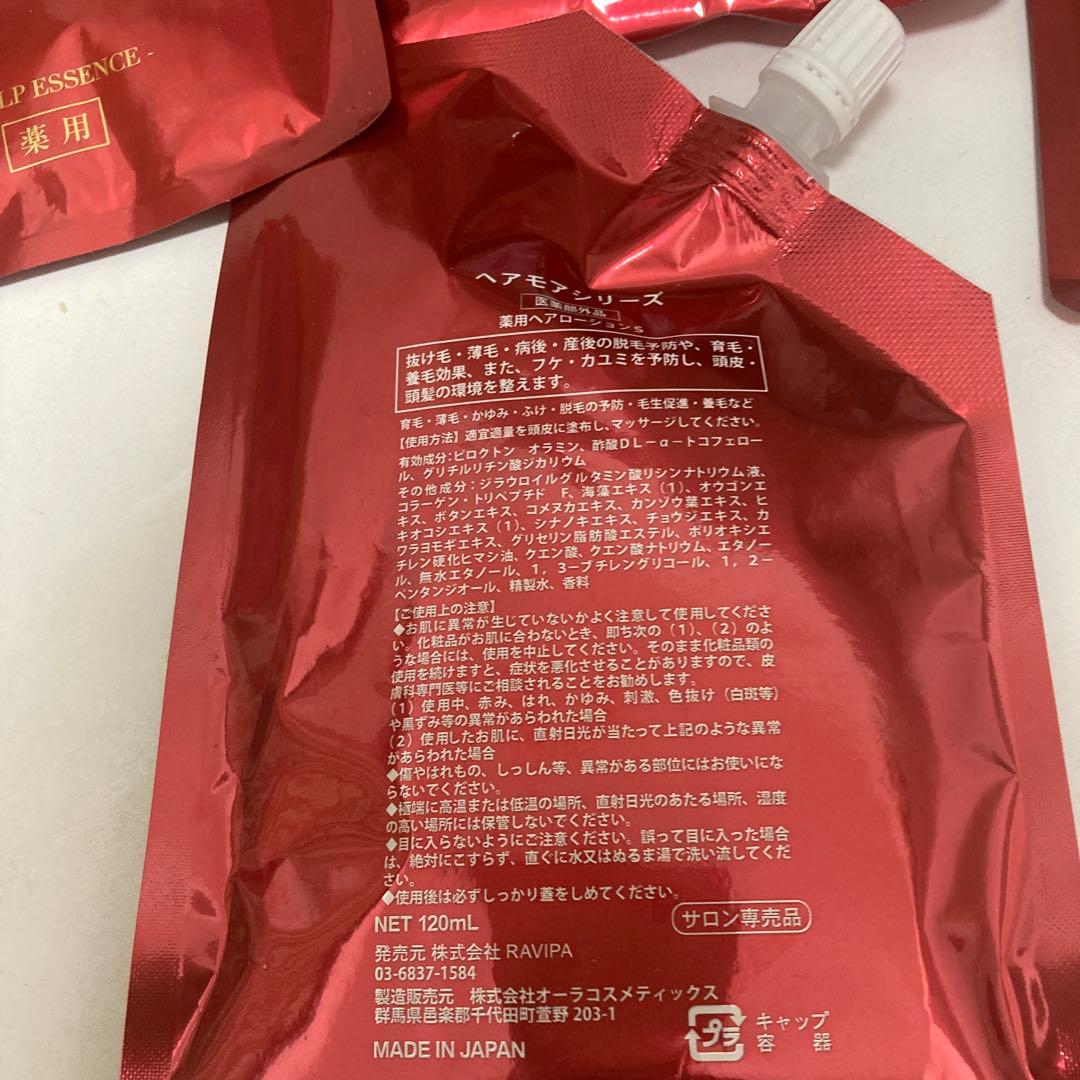 LP ESSENCE -
薬用
ヘアモアシリーズ
医薬部外品
薬用ヘアローションS
抜け毛・薄毛・病後・産後の脱毛予防や、育毛・
養毛効果、また、フケ・カユミを予防し、頭皮・
頭髪の環境を整えます。
育毛・薄毛・かゆみ・ふけ・脱毛の予防・毛生促進・養毛など
【使用方法】適宜適量を頭皮に塗布し、マッサージしてください。
有効成分:ピロクトン オラミン、酢酸DL-α-トコフェロー
ル、グリチルリチン酸ジカリウム
その他成分:ジラウロイルグルタミン酸リシンナトリウム液、
コラーゲン・トリペプチド F、海藻エキス(1)、オウゴンエ
キス、ボタンエキス、コメヌカエキス、カンゾウ葉エキス、ヒ
キオコシエキス(1)、シナノキエキス、チョウジエキス、カ
ワラヨモギエキス、グリセリン脂肪酸エステル、ポリオキシエ
チレン硬化ヒマシ油、クエン酸、クエン酸ナトリウム、エタノー
ル、無水エタノール、1,3-ブチレングリコール、1,2-
ペンタンジオール、精製水、香料
【ご使用上の注意】
◆お肌に異常が生じていないかよく注意して使用してくださ
い。化粧品がお肌に合わないとき、即ち次の(1)、(2)のよ
うな場合には、使用を中止してください。そのまま化粧品類の
使用を続けますと、症状を悪化させることがありますので、皮
膚科専門医等にご相談されることをお勧めします。
(1)使用中、赤み、はれ、かゆみ、刺激、色抜け(白斑等)
や黒ずみ等の異常があらわれた場合
(2)使用したお肌に、直射日光が当たって上記のような異常
があらわれた場合
◆傷やはれもの、しっしん等、異常がある部位にはお使いにな
らないでください。
◆極端に高温または低温の場所、直射日光のあたる場所、湿度
の高い場所には保管しないでください。
◆目に入らないようにご注意ください。誤って目に入った場合
は、絶対にこすらず、直ぐに水又はぬるま湯で洗い流してくだ
さい。
◆使用後は必ずしっかり蓋をしめてください。
NET 120mL
サロン専売品
発売元 株式会社 RAVIPA
03-6837-1584
製造販売元 株式会社オーラコスメティックス
群馬県邑楽郡千代田町萱野 203-1
プラ
キャップ
容器
MADE IN JAPAN